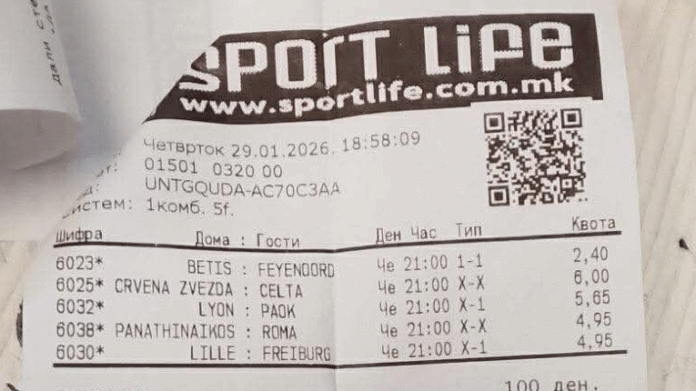 SPORT LIFE
www.sportlife.com.mk
Четврток 29.01.2026. 18:58:09
01501 0320 00
UNTGQUDA-AC70C3AA
систем: 1комб. 5f.
Шифра Дома : Гости Ден Час Тип Квота
6023* BETIS : FEYENOORD Че 21:00 1-1 2,40
6025* CRVENA ZVEZDA : CELTA Че 21:00 X-X 6,00
6032* LYON : PAOK Че 21:00 X-1 5,65
6038* PANATHINAIKOS : ROMA Че 21:00 X-X 4,95
6030* LILLE : FREIBURG Че 21:00 X-1 4,95
100 ден.